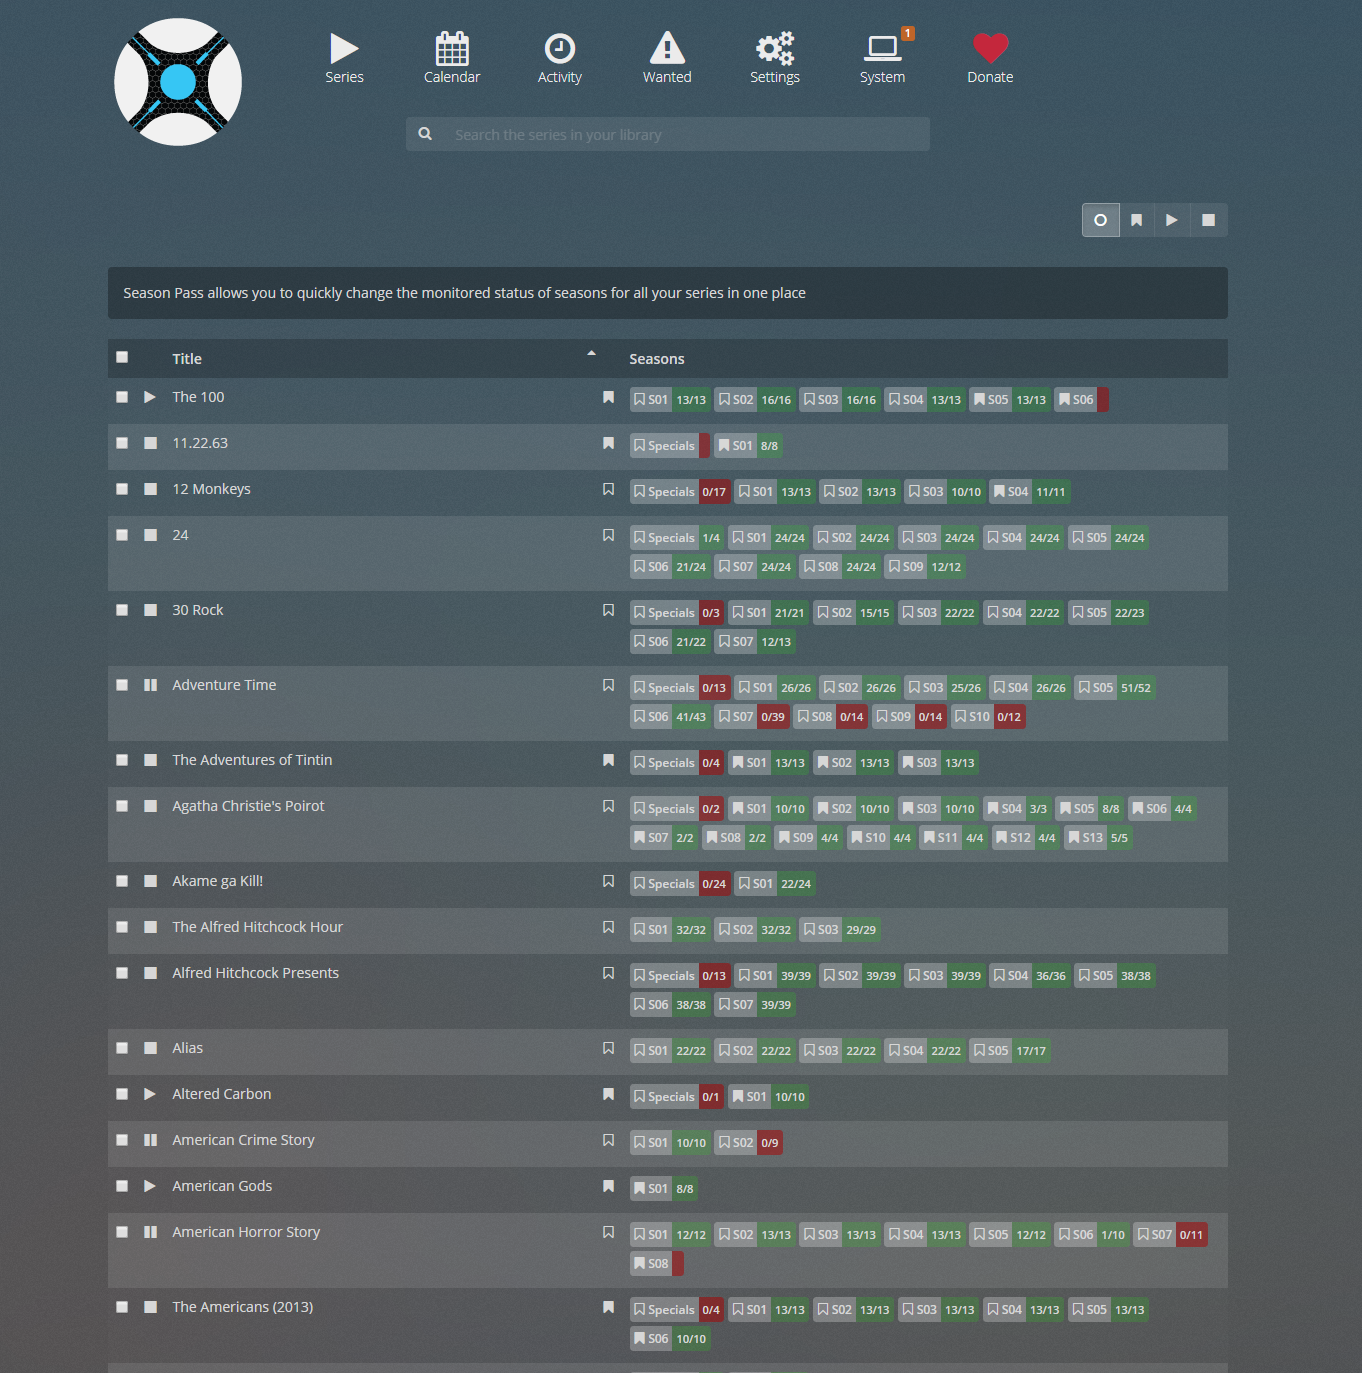 Series Calendar Activity Wanted Settings System 1 Donate
Search the series in your library
Season Pass allows you to quickly change the monitored status of seasons for all your series in one place
Title Seasons
The 100 S01 13/13 S02 16/16 S03 16/16 S04 13/13 S05 13/13 S06
11.22.63 Specials S01 8/8
12 Monkeys Specials 0/17 S01 13/13 S02 13/13 S03 10/10 S04 11/11
24 Specials 1/4 S01 24/24 S02 24/24 S03 24/24 S04 24/24 S05 24/24
S06 21/24 S07 24/24 S08 24/24 S09 12/12
30 Rock Specials 0/3 S01 21/21 S02 15/15 S03 22/22 S04 22/22 S05 22/23
S06 21/22 S07 12/13
Adventure Time Specials 0/13 S01 26/26 S02 26/26 S03 25/26 S04 26/26 S05 51/52
S06 41/43 S07 0/39 S08 0/14 S09 0/14 S10 0/12
The Adventures of Tintin Specials 0/4 S01 13/13 S02 13/13 S03 13/13
Agatha Christie's Poirot Specials 0/2 S01 10/10 S02 10/10 S03 10/10 S04 3/3 S05 8/8 S06 4/4
S07 2/2 S08 2/2 S09 4/4 S10 4/4 S11 4/4 S12 4/4 S13 5/5
Akame ga Kill! Specials 0/24 S01 22/24
The Alfred Hitchcock Hour S01 32/32 S02 32/32 S03 29/29
Alfred Hitchcock Presents Specials 0/13 S01 39/39 S02 39/39 S03 39/39 S04 36/36 S05 38/38
S06 38/38 S07 39/39
Alias S01 22/22 S02 22/22 S03 22/22 S04 22/22 S05 17/17
Altered Carbon Specials 0/1 S01 10/10
American Crime Story S01 10/10 S02 0/9
American Gods S01 8/8
American Horror Story S01 12/12 S02 13/13 S03 13/13 S04 13/13 S05 12/12 S06 1/10 S07 0/11
S08
The Americans (2013) Specials 0/4 S01 13/13 S02 13/13 S03 13/13 S04 13/13 S05 13/13
S06 10/10